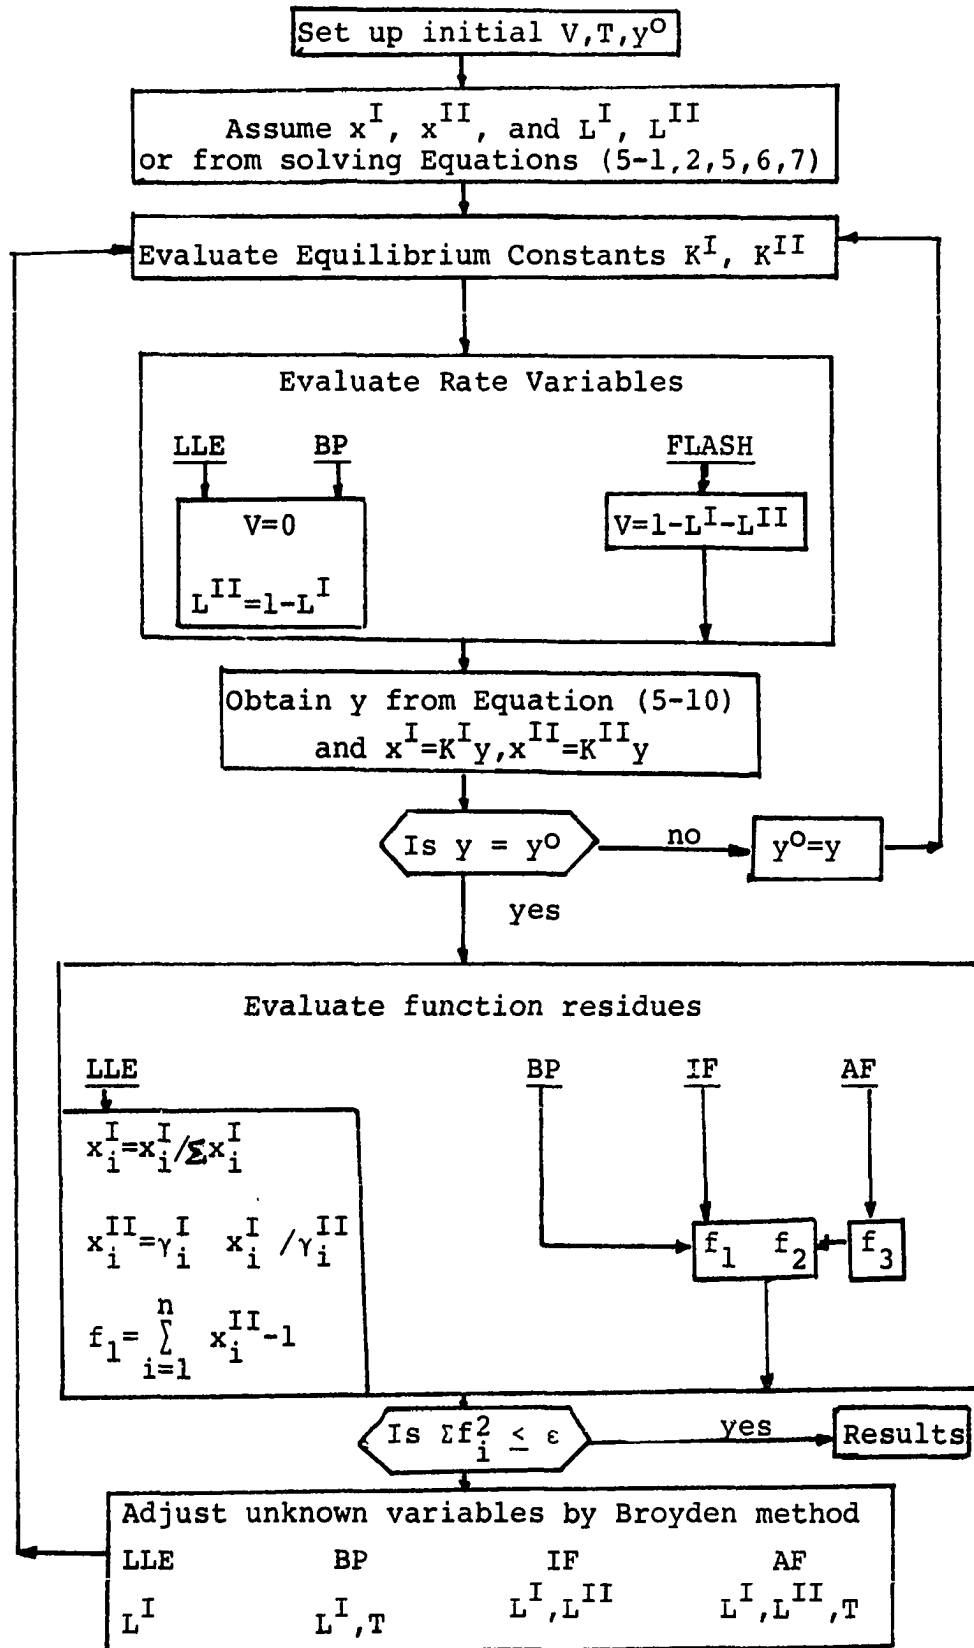 Set up initial V,T,y⁰
Assume x^I, x^II, and L^I, L^II
or from solving Equations (5-1,2,5,6,7)
Evaluate Equilibrium Constants K^I, K^II
Evaluate Rate Variables
LLE BP FLASH
V=0 V=1-L^I-L^II
L^II=1-L^I
Obtain y from Equation (5-10)
and x^I=K^I y,x^II=K^II y
Is y = y⁰ no y⁰=y
yes
Evaluate function residues
LLE BP IF AF
x_i^I=x_i^I/Σx_i^I
x_i^II=γ_i^I x_i^I /γ_i^II
f_1 f_2 f_3
f_1=Σ_{i=1}^{n} x_i^II-1
Is Σf_i^2 ≤ ε yes Results
Adjust unknown variables by Broyden method
LLE BP IF AF
L^I L^I,T L^I,L^II L^I,L^II,T